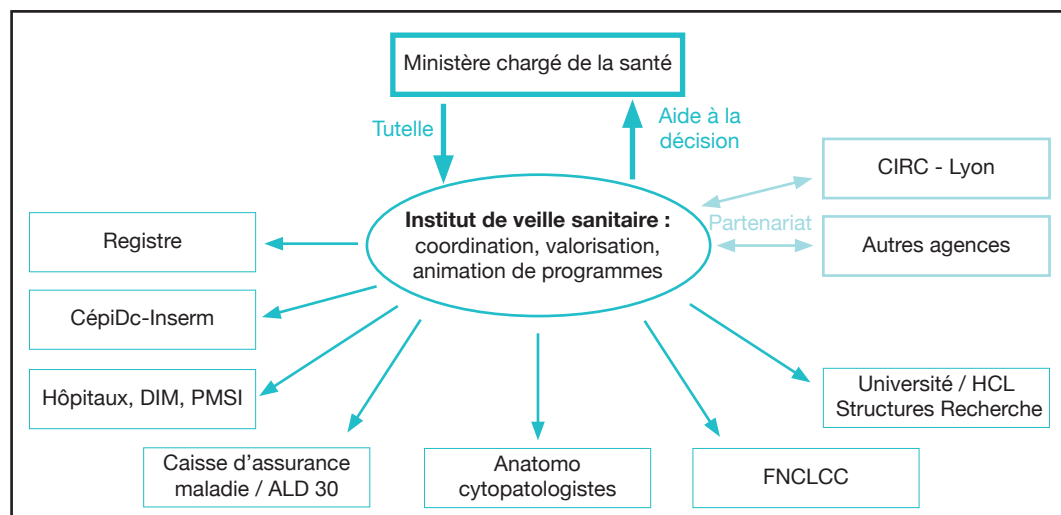 Ministère chargé de la santé
Tutelle
Aide à la
décision
CIRC - Lyon
Institut de veille sanitaire :
coordination, valorisation,
animation de programmes
Partenariat
Autres agences
Registre
CépiDc-Inserm
Hôpitaux, DIM, PMSI
Université / HCL
Structures Recherche
Caisse d'assurance
maladie / ALD 30
Anatomo
cytopatologistes
FNCLCC